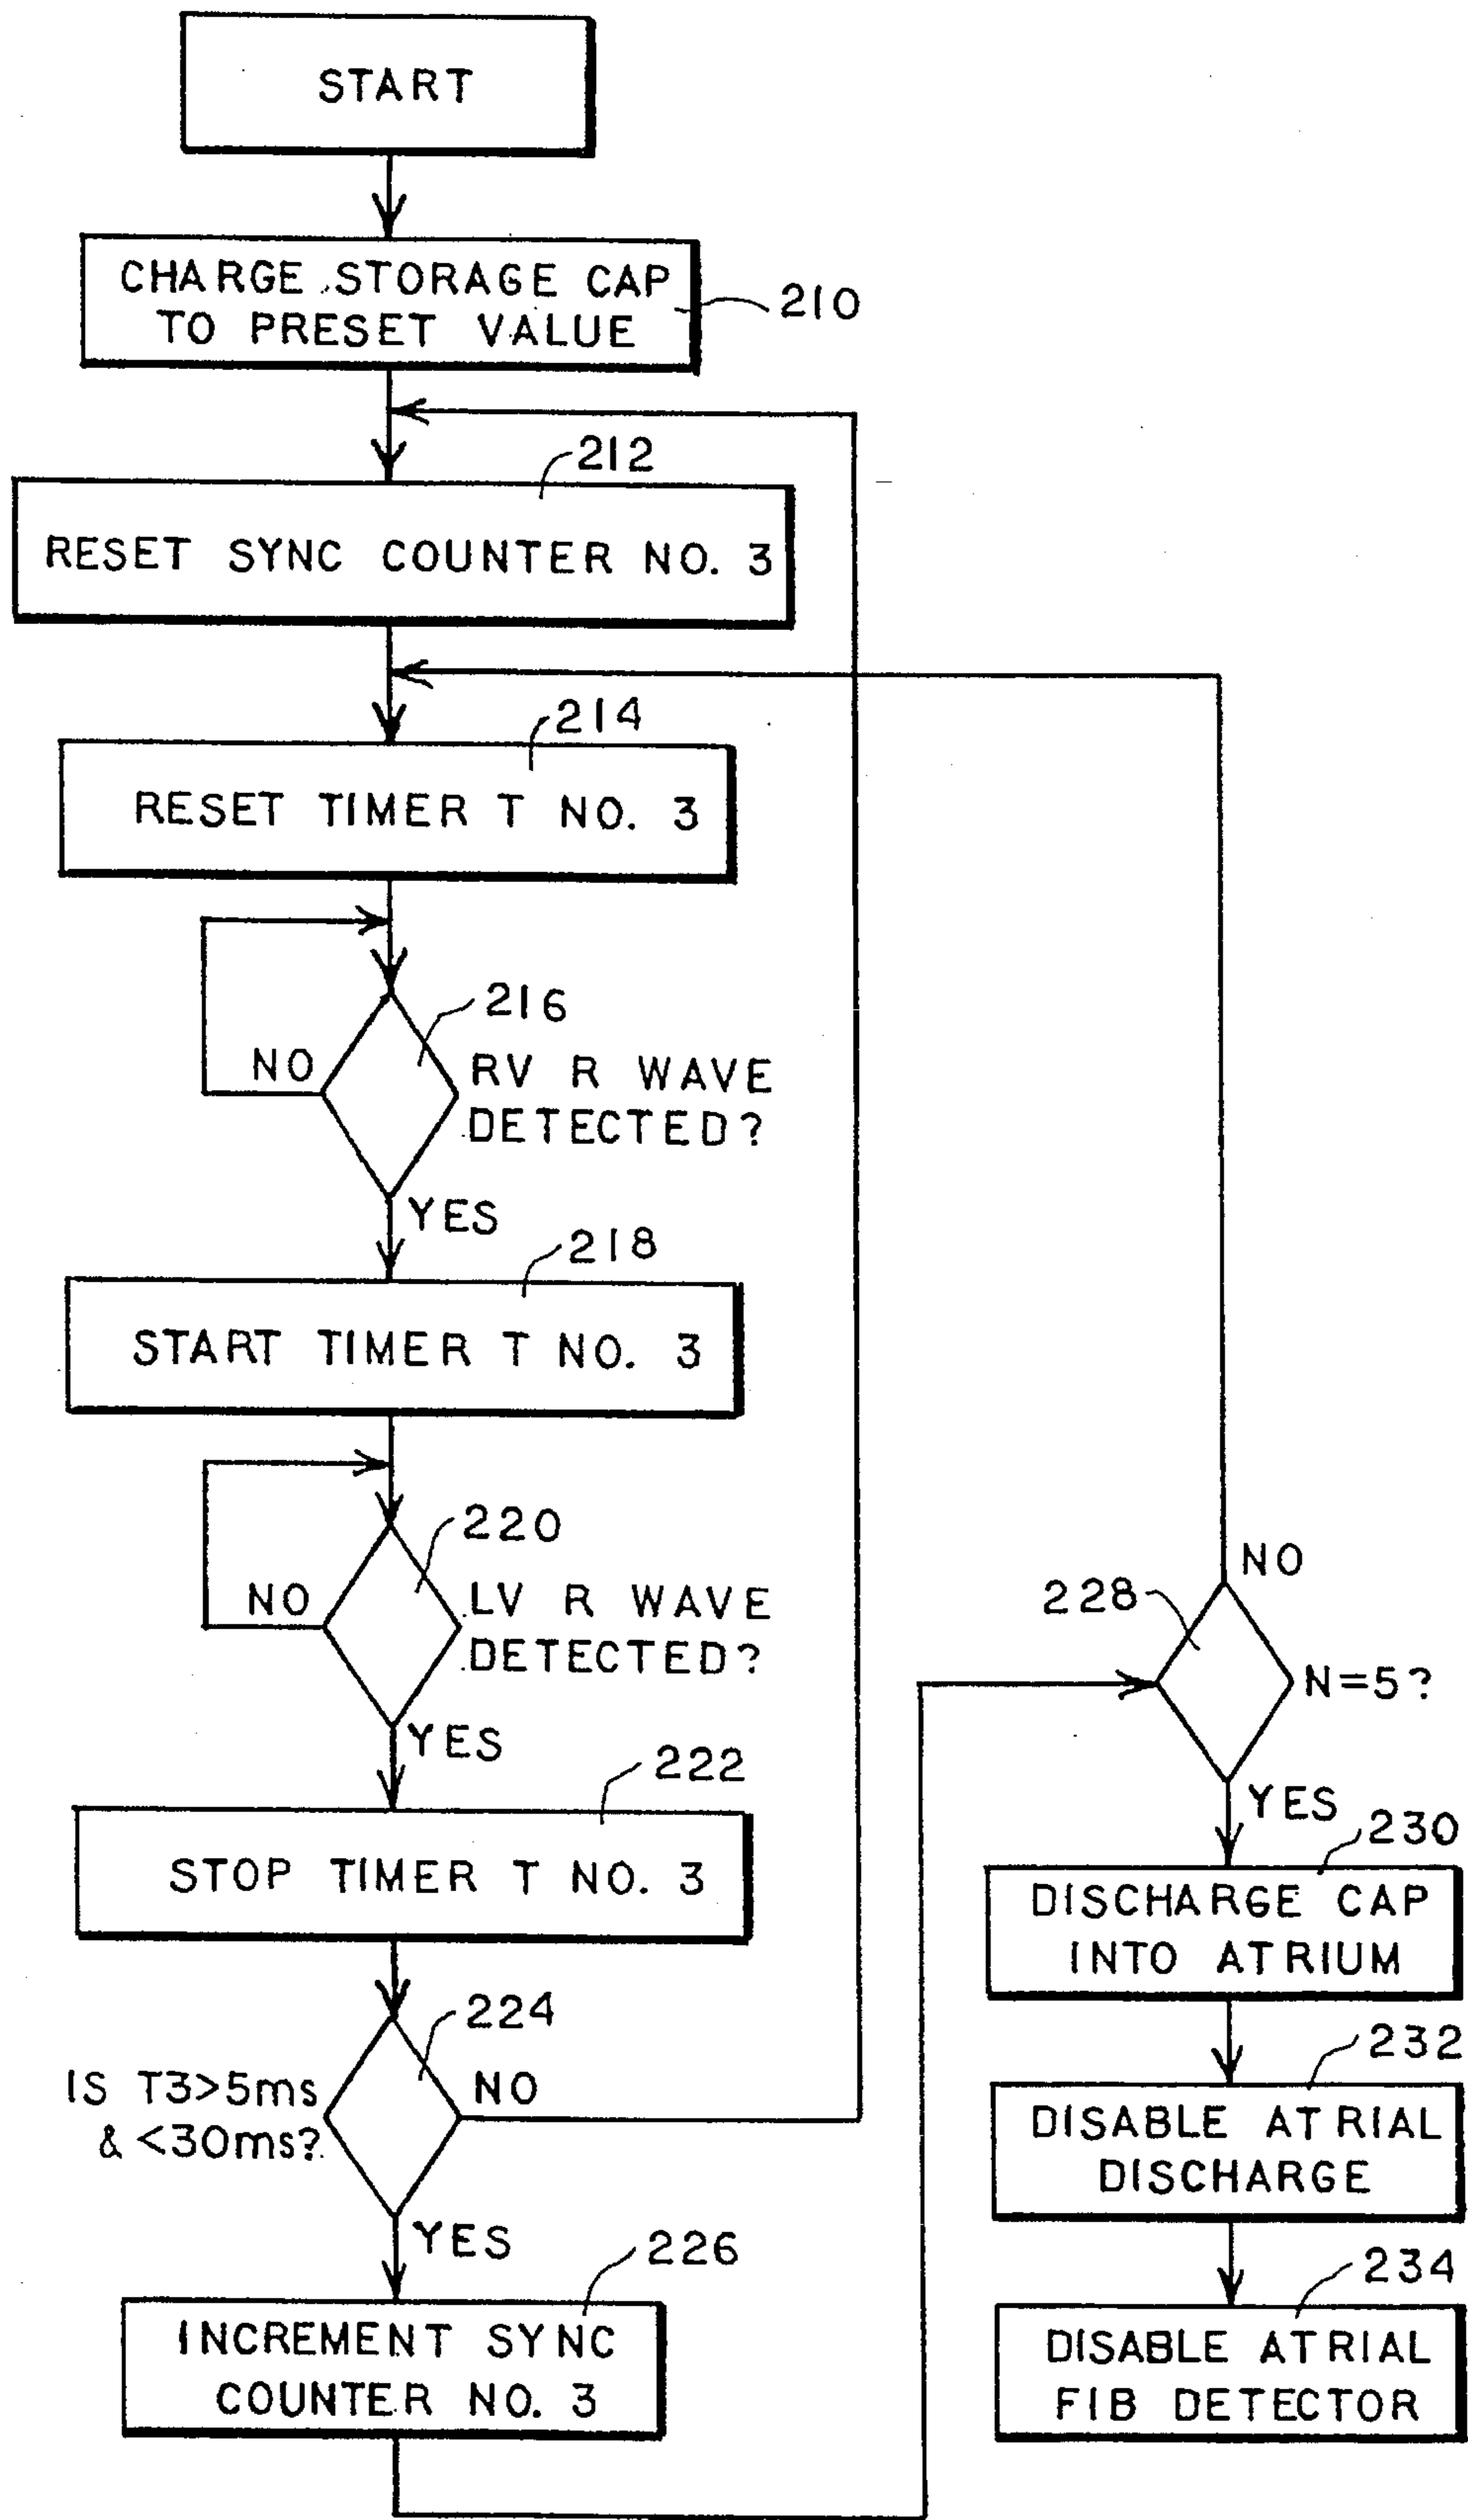 START
CHARGE STORAGE CAP
TO PRESET VALUE
210
212
RESET SYNC COUNTER NO. 3
214
RESET TIMER T NO. 3
216
NO
RV R WAVE
DETECTED?
YES
218
START TIMER T NO. 3
220
NO
LV R WAVE
DETECTED?
YES
222
STOP TIMER T NO. 3
224
IS T3>5ms
& <30ms?
NO
YES
226
INCREMENT SYNC
COUNTER NO. 3
NO
228
N=5?
YES
230
DISCHARGE CAP
INTO ATRIUM
232
DISABLE ATRIAL
DISCHARGE
234
DISABLE ATRIAL
FIB DETECTOR